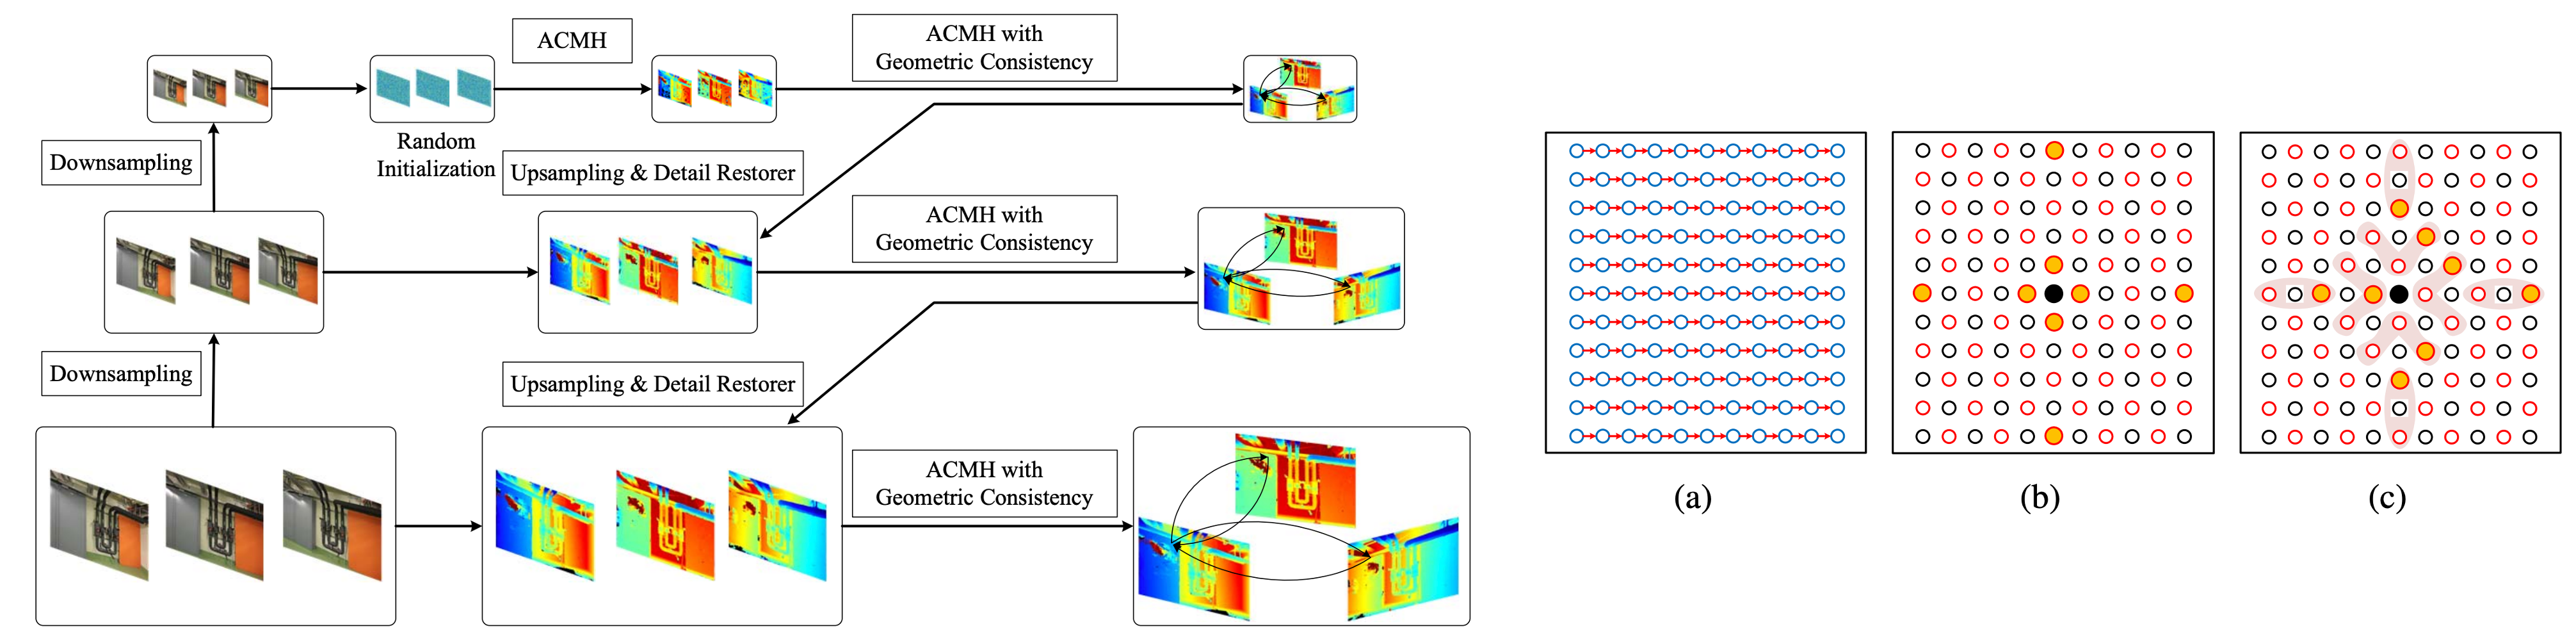 ACMH
ACMH with
Geometric Consistency
Random
Initialization
Downsampling
Upsampling & Detail Restorer
ACMH with
Geometric Consistency
Downsampling
Upsampling & Detail Restorer
ACMH with
Geometric Consistency
(a)
(b)
(c)